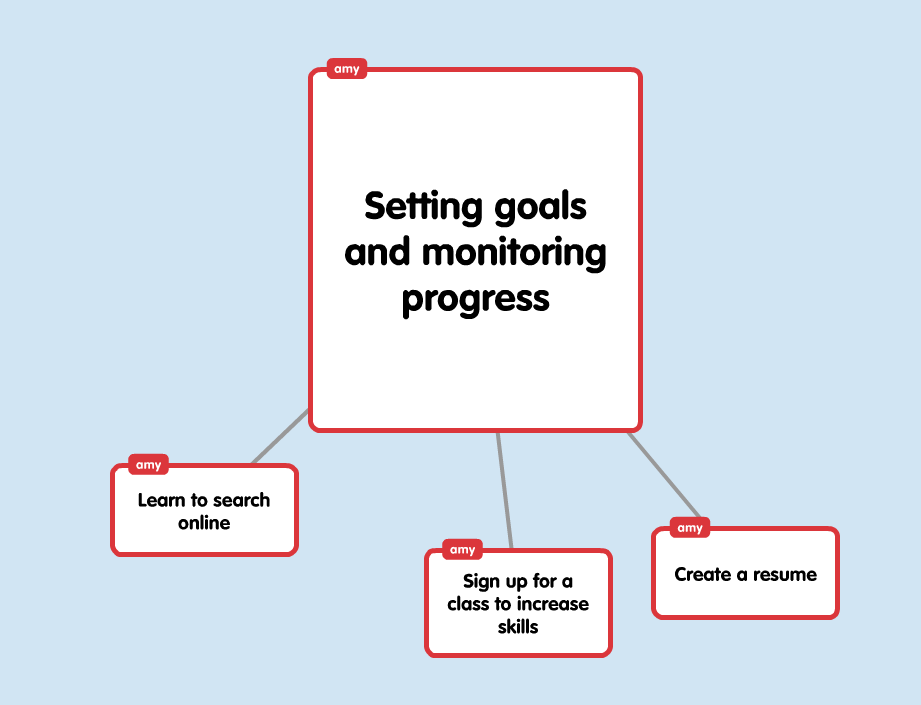 amy
Setting goals
and monitoring
progress
amy
Learn to search
online
amy
Sign up for a
class to increase
skills
amy
Create a resume